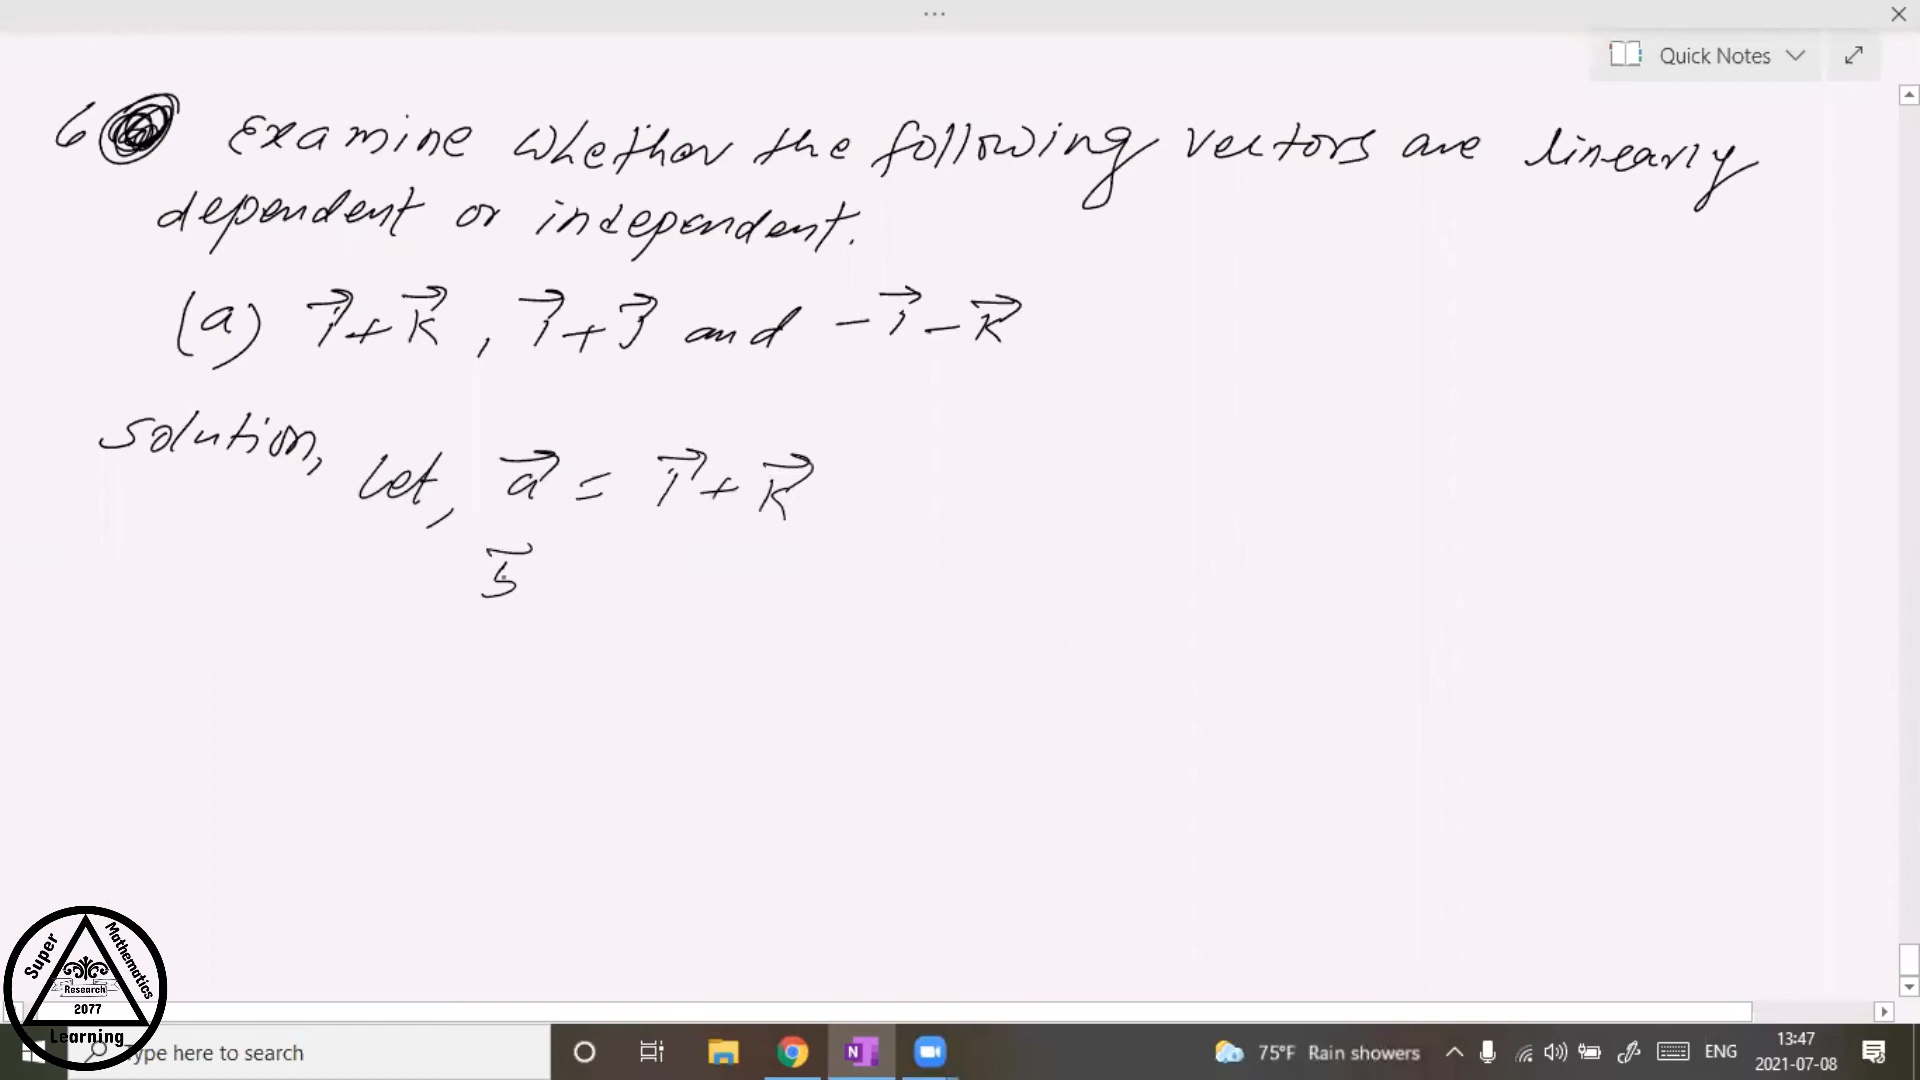 Quick Notes
6 Examine whether the following vectors are linearly
dependent or independent.
(a) i⃗+k⃗, i⃗+j⃗ and -i⃗-k⃗
Solution,
Let, a⃗ = i⃗+k⃗
b⃗
Super Mathematics
Research
2077
Learning
Type here to search
75°F Rain showers
ENG
13:47
2021-07-08